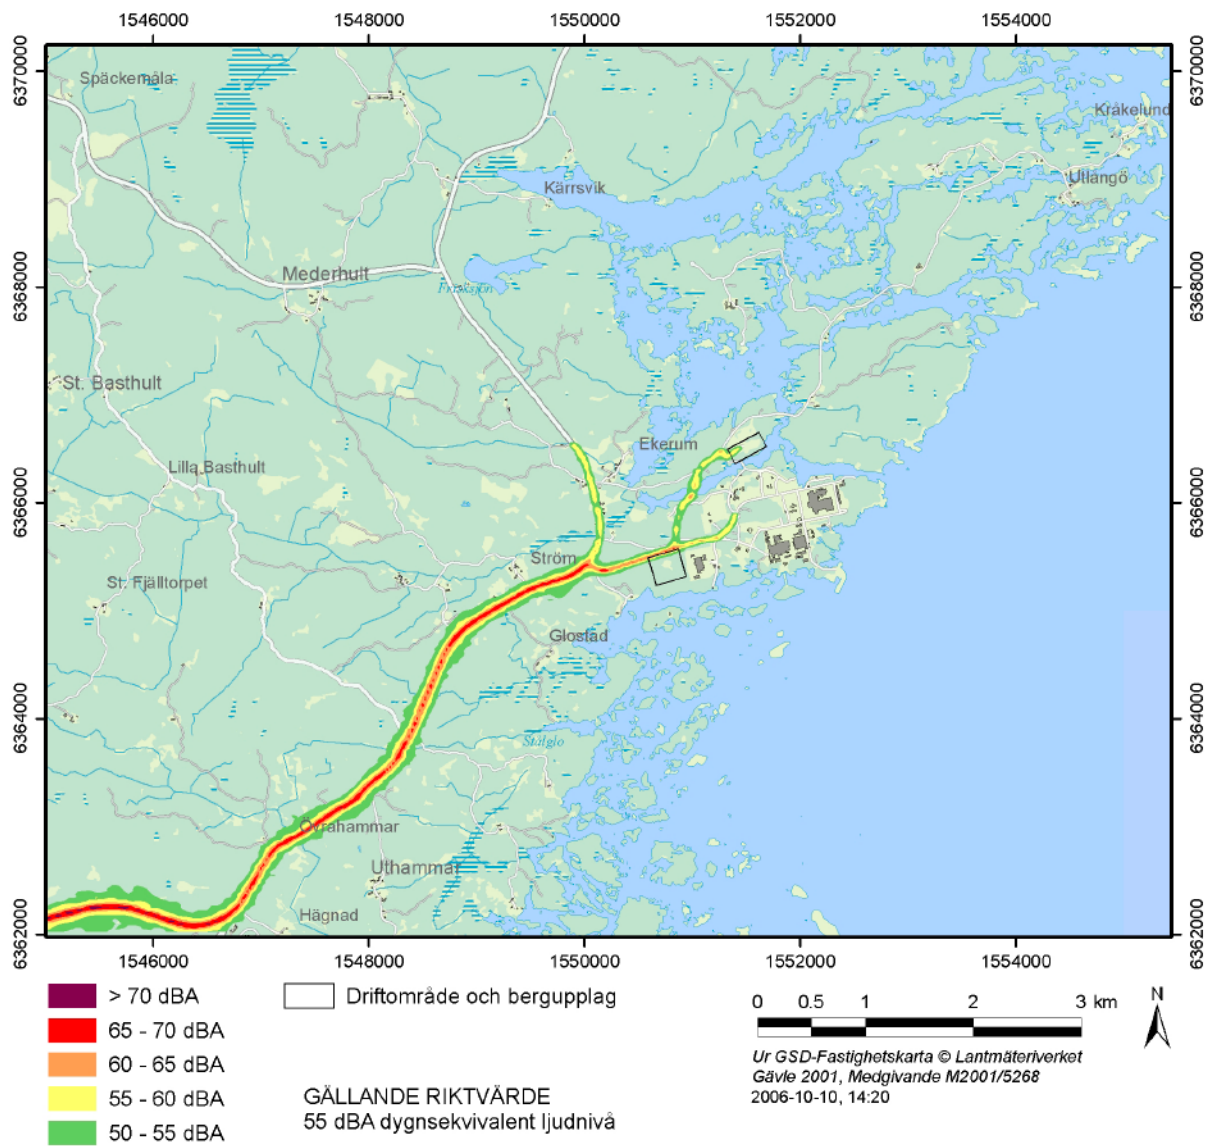 1546000 1548000 1550000 1552000 1554000
6370000 6370000
Späckemåla
Kråkelund
Utlångö
Kärrsvik
Mederhult
Frisksjön
6368000 6368000
St. Basthult
Ekerum
Lilla Basthult
6366000 6366000
Ström
St. Fjälltorpet
Glostad
6364000 6364000
Stålglo
Övrahammar
Uthammar
Hägnad
6362000 6362000
1546000 1548000 1550000 1552000 1554000
> 70 dBA
65 - 70 dBA
60 - 65 dBA
55 - 60 dBA
50 - 55 dBA
Driftområde och bergupplag
GÄLLANDE RIKTVÄRDE
55 dBA dygnsekvivalent ljudnivå
0 0.5 1 2 3 km
N
Ur GSD-Fastighetskarta © Lantmäteriverket
Gävle 2001, Medgivande M2001/5268
2006-10-10, 14:20